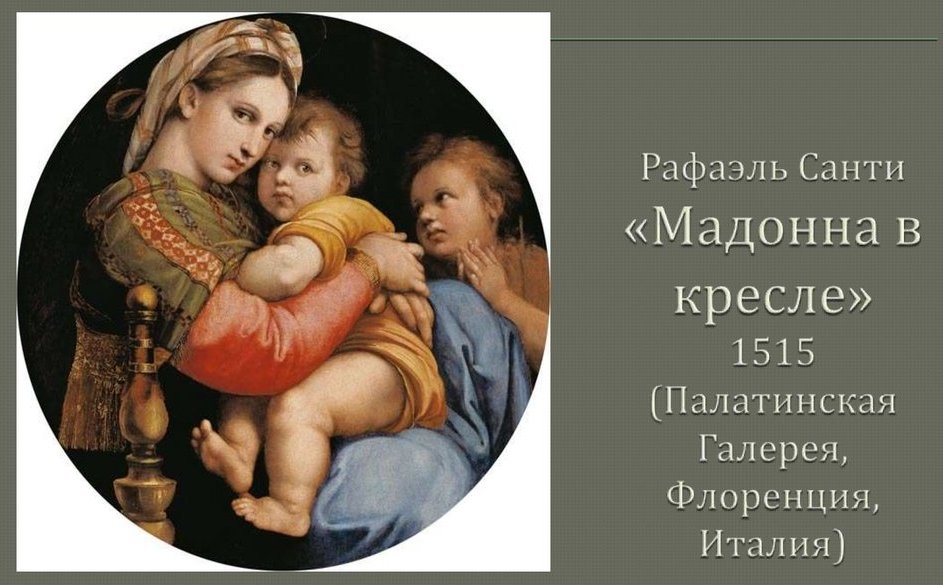 Рафаэль Санти
«Мадонна в
кресле»
1515
(Палатинская
Галерея,
Флоренция,
Италия)